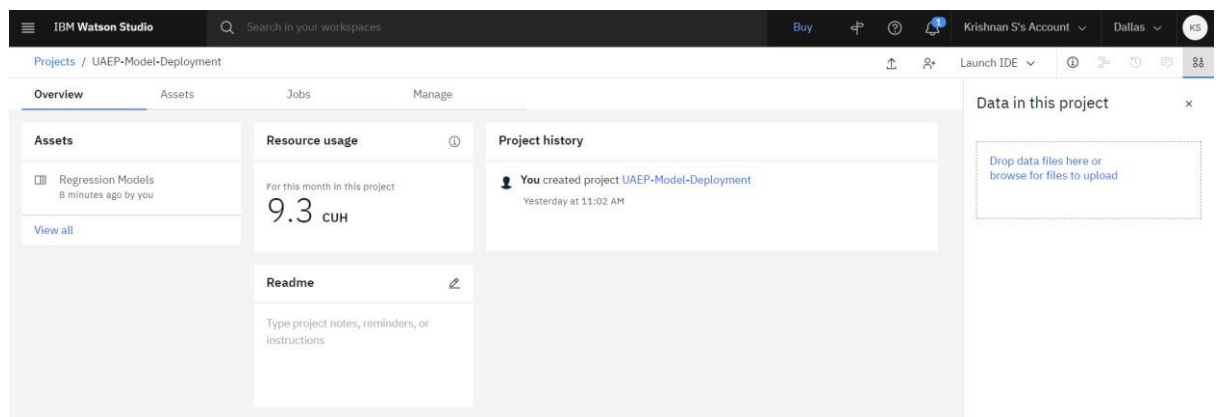 IBM Watson Studio
Search in your workspaces
Buy
1
Krishnan S's Account
Dallas
KS
Projects / UAEP-Model-Deployment
Launch IDE
Overview
Assets
Jobs
Manage
Data in this project
Assets
Regression Models
8 minutes ago by you
View all
Resource usage
For this month in this project
9.3 CUH
Project history
You created project UAEP-Model-Deployment
Yesterday at 11:02 AM
Readme
Type project notes, reminders, or
instructions
Drop data files here or
browse for files to upload